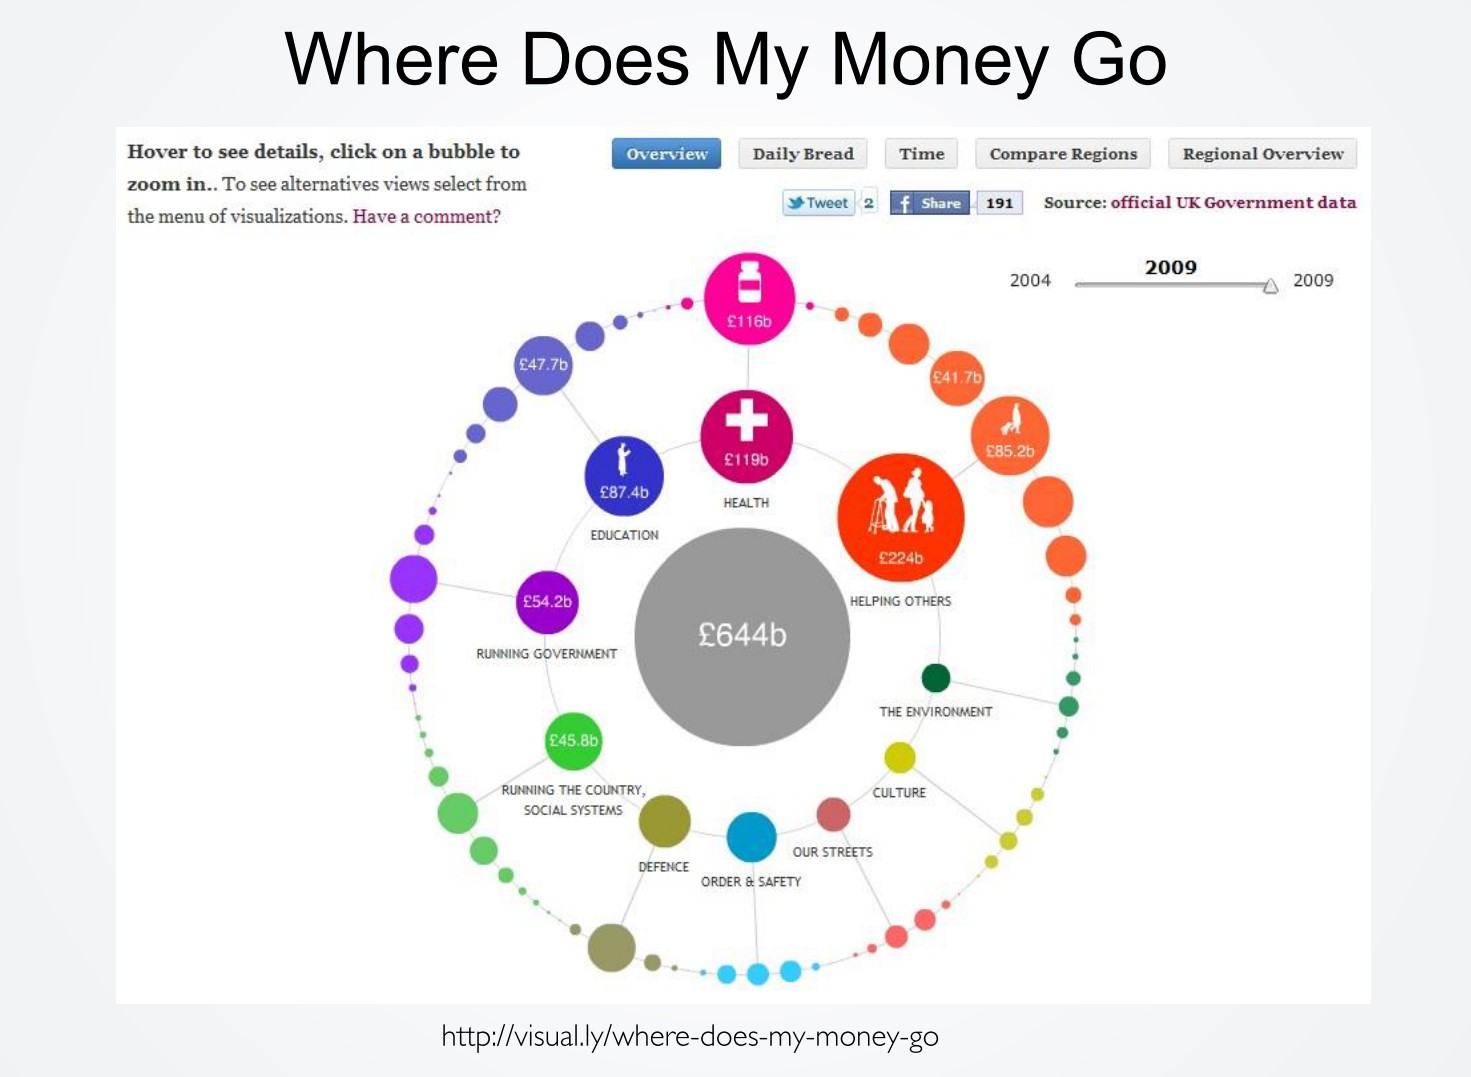 Where Does My Money Go
Hover to see details, click on a bubble to
zoom in.. To see alternatives views select from
the menu of visualizations. Have a comment?
Overview
Daily Bread
Time
Compare Regions
Regional Overview
Tweet 2
f Share 191
Source: official UK Government data
2004
2009
2009
£116b
£47.7b
£41.7b
£85.2b
£119b
HEALTH
£87.4b
EDUCATION
£224b
HELPING OTHERS
£54.2b
RUNNING GOVERNMENT
£644b
THE ENVIRONMENT
£45.8b
RUNNING THE COUNTRY,
SOCIAL SYSTEMS
CULTURE
OUR STREETS
DEFENCE
ORDER & SAFETY
http://visual.ly/where-does-my-money-go